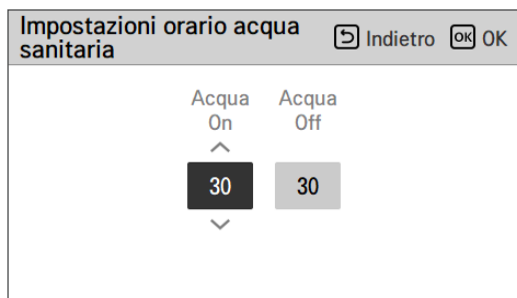 Impostazioni orario acqua
sanitaria
Indietro OK OK
Acqua Acqua
On Off
30 30